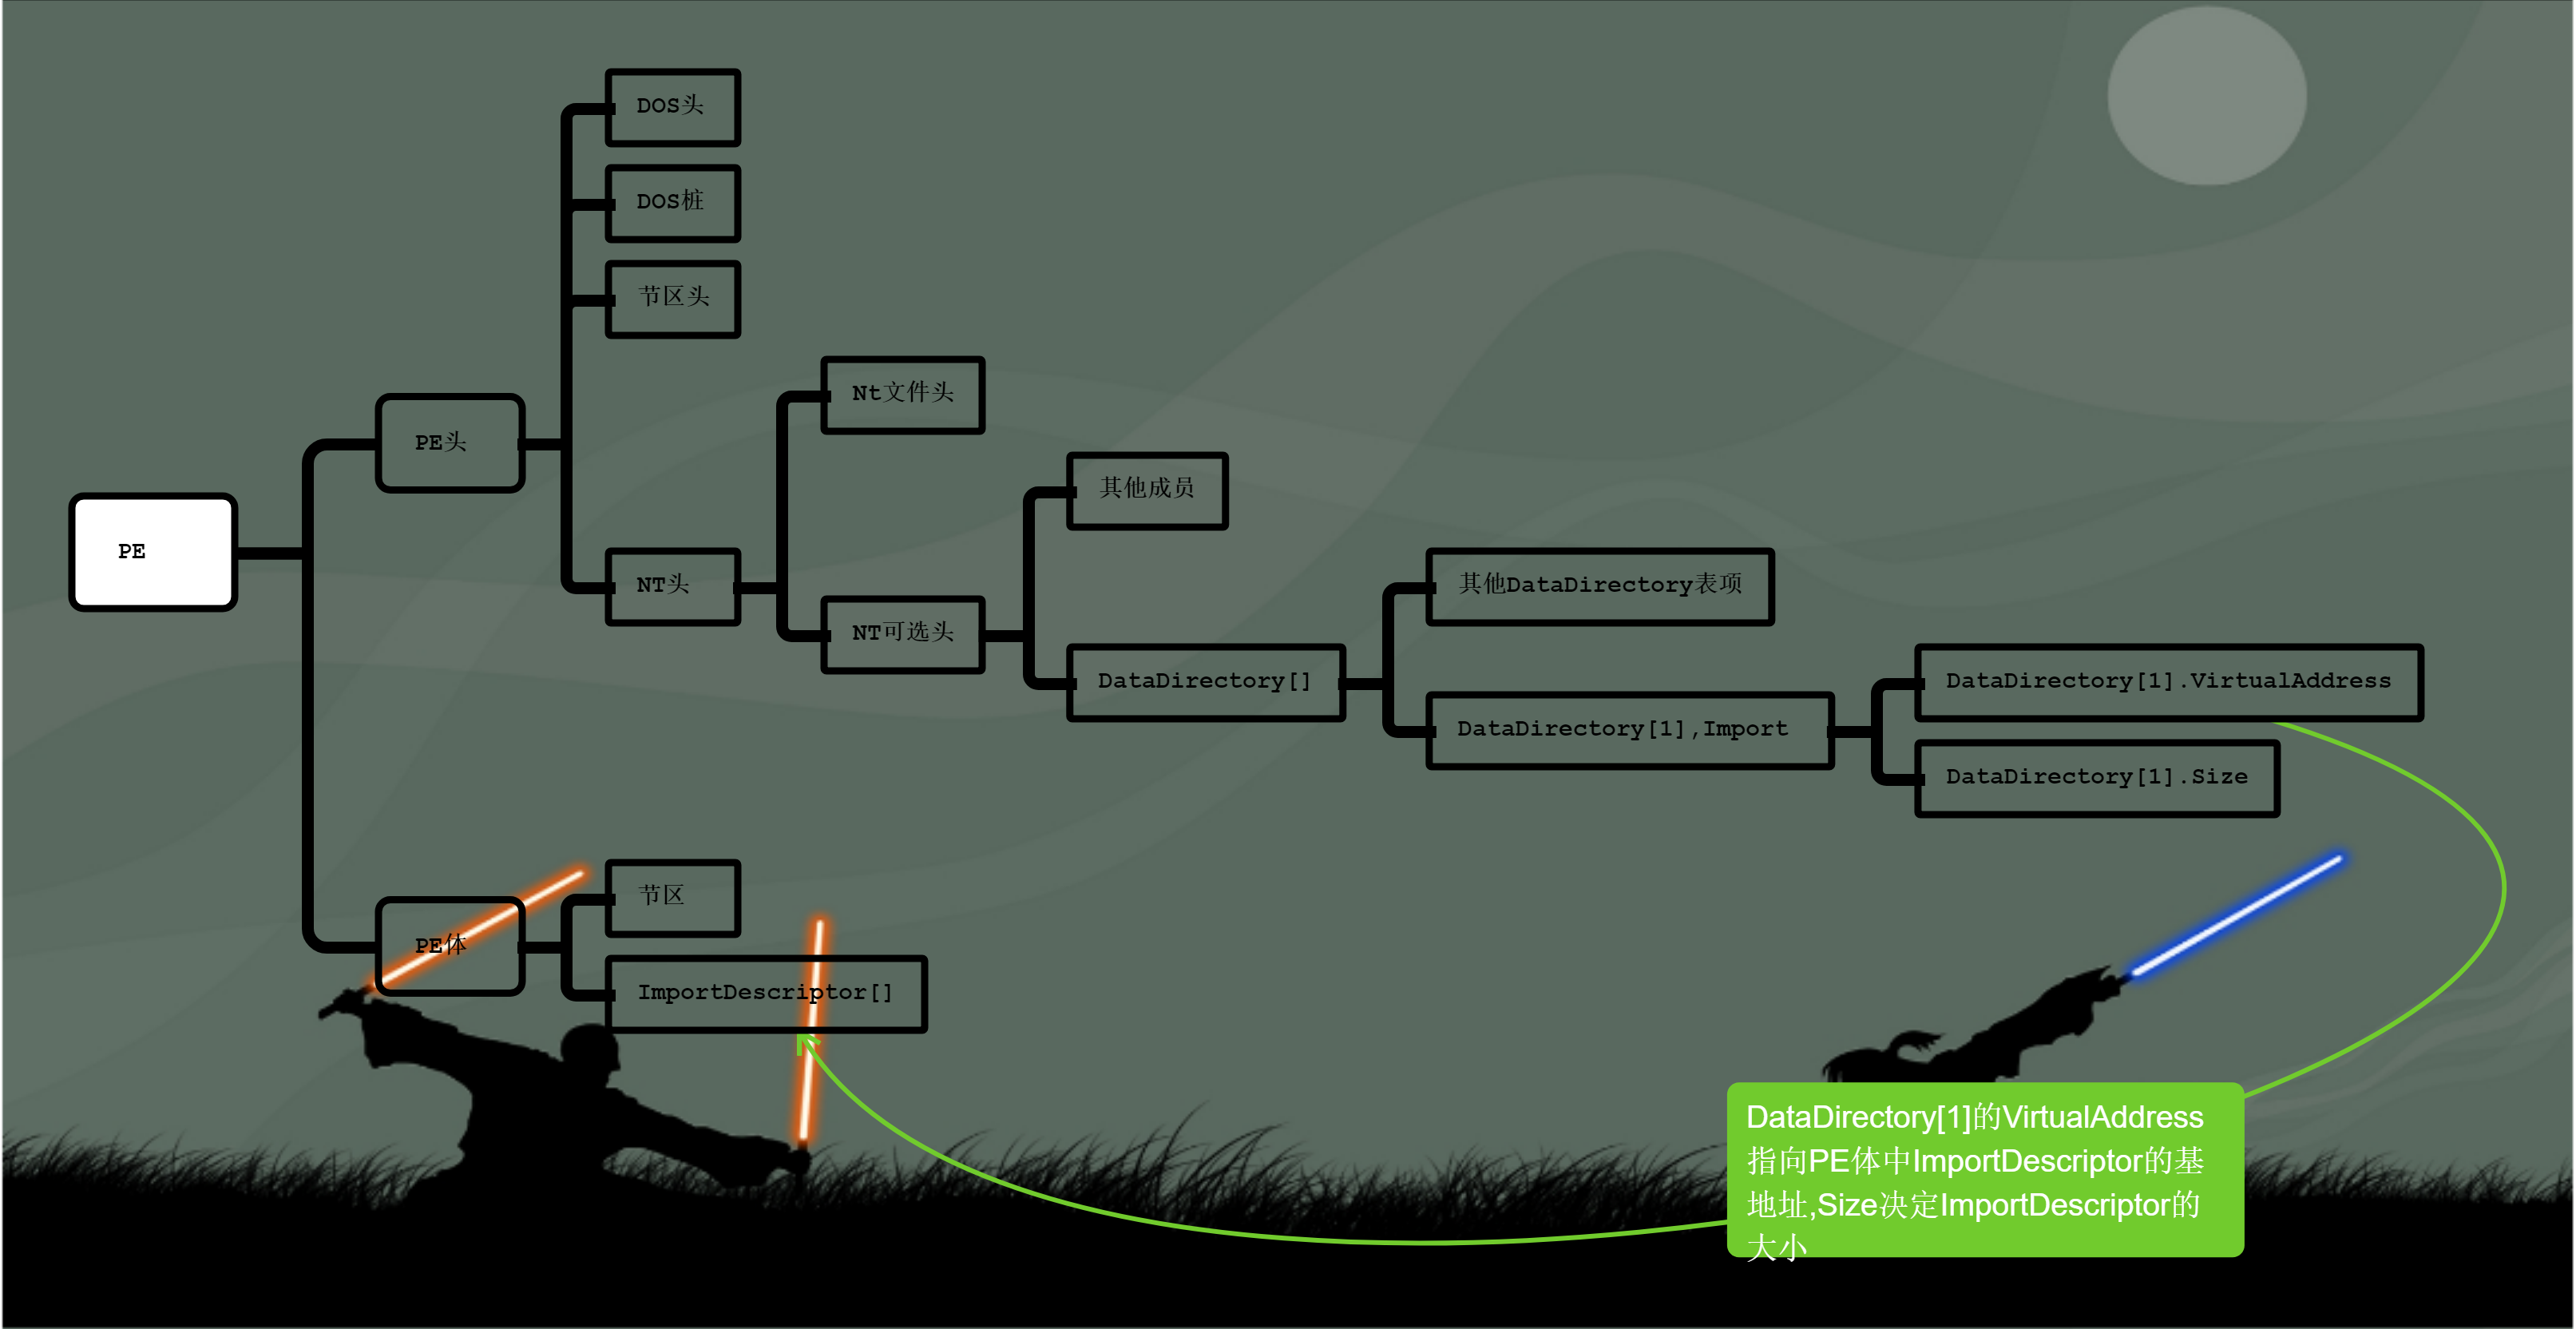 DOS头
DOS桩
节区头
Nt文件头
PE头
其他成员
PE
NT头
其他DataDirectory表项
NT可选头
DataDirectory[]
DataDirectory[1].VirtualAddress
DataDirectory[1],Import
DataDirectory[1].Size
节区
PE体
ImportDescriptor[]
DataDirectory[1]的VirtualAddress
指向PE体中ImportDescriptor的基
地址,Size决定ImportDescriptor的
大小